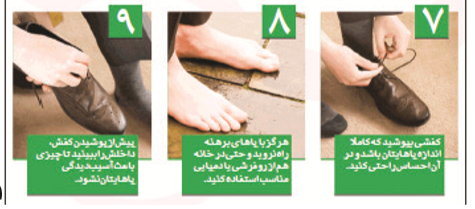 ۷
کفشی بپوشید که کاملا
اندازه پاهایتان باشد و در
آن احساس راحتی کنید.
۸
هرگز با پاهای برهنه
راه نروید و حتی در خانه
هم از روفرشی یا دمپایی
مناسب استفاده کنید.
۹
پیش از پوشیدن کفش،
داخلش را ببینید تا چیزی
باعث آسیب‌دیدگی
پاهایتان نشود.